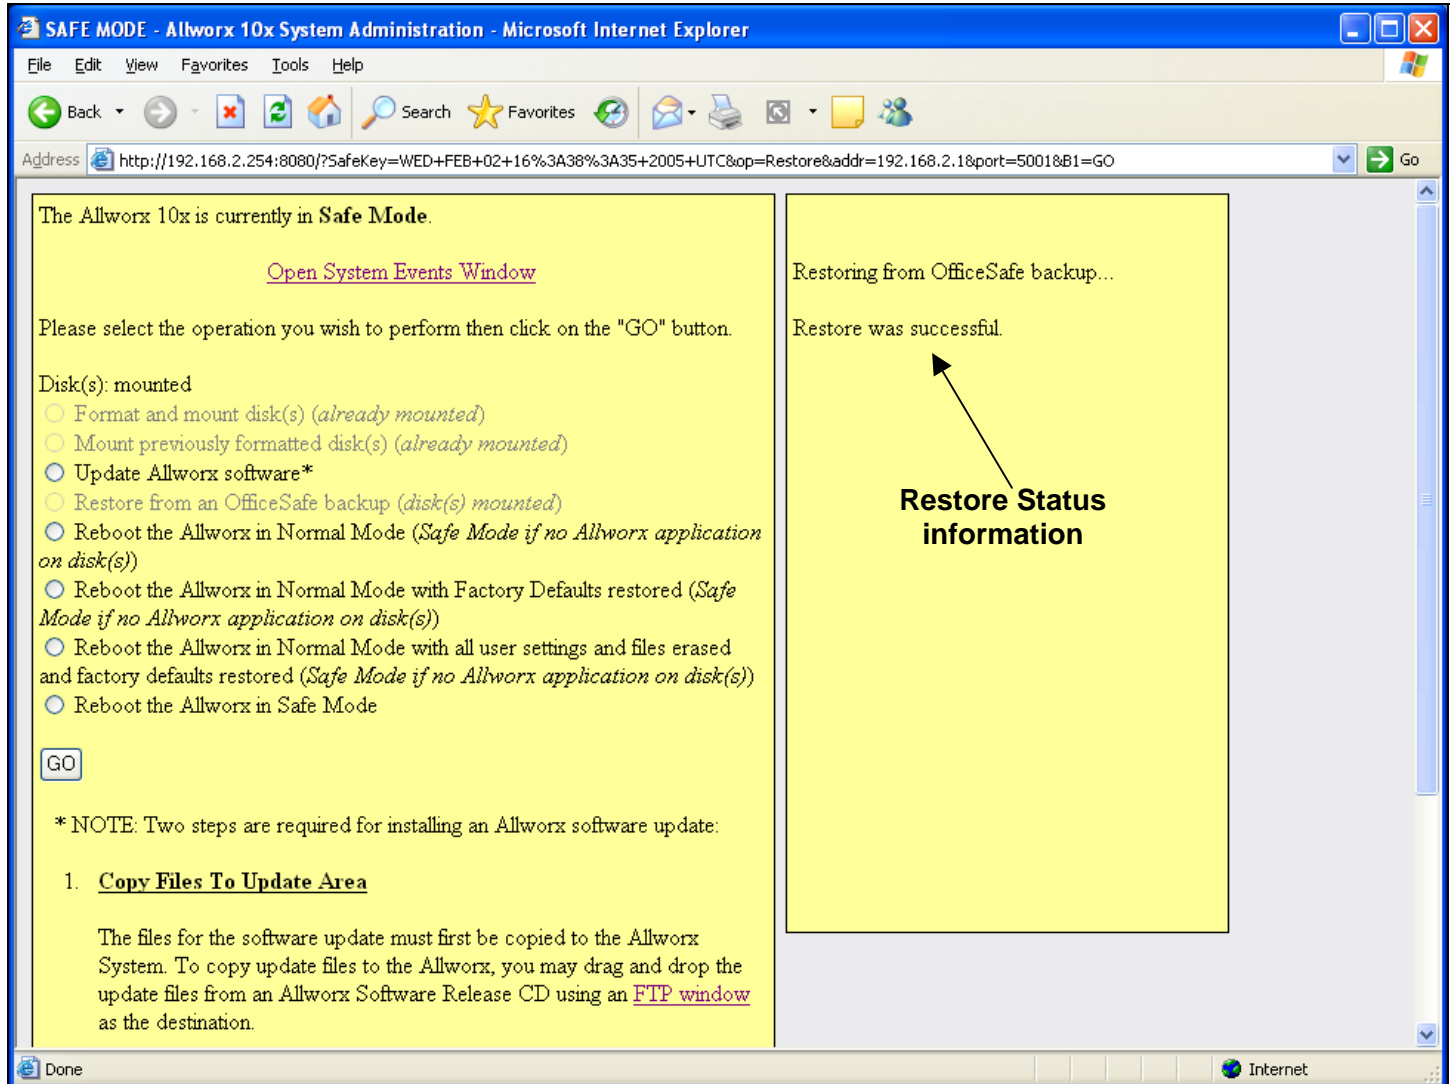 SAFE MODE - Allworx 10x System Administration - Microsoft Internet Explorer
File Edit View Favorites Tools Help
Back Search Favorites
Address http://192.168.2.254:8080/?SafeKey=WED+FEB+02+16%3A38%3A35+2005+UTC&op=Restore&addr=192.168.2.1&port=5001&B1=GO Go
The Allworx 10x is currently in Safe Mode.
Open System Events Window
Please select the operation you wish to perform then click on the "GO" button.
Disk(s): mounted
Format and mount disk(s) (already mounted)
Mount previously formatted disk(s) (already mounted)
Update Allworx software*
Restore from an OfficeSafe backup (disk(s) mounted)
Reboot the Allworx in Normal Mode (Safe Mode if no Allworx application
on disk(s))
Reboot the Allworx in Normal Mode with Factory Defaults restored (Safe
Mode if no Allworx application on disk(s))
Reboot the Allworx in Normal Mode with all user settings and files erased
and factory defaults restored (Safe Mode if no Allworx application on disk(s))
Reboot the Allworx in Safe Mode
GO
* NOTE: Two steps are required for installing an Allworx software update:
1. Copy Files To Update Area
The files for the software update must first be copied to the Allworx
System. To copy update files to the Allworx, you may drag and drop the
update files from an Allworx Software Release CD using an FTP window
as the destination.
Restoring from OfficeSafe backup...
Restore was successful.
Restore Status
information
Done Internet